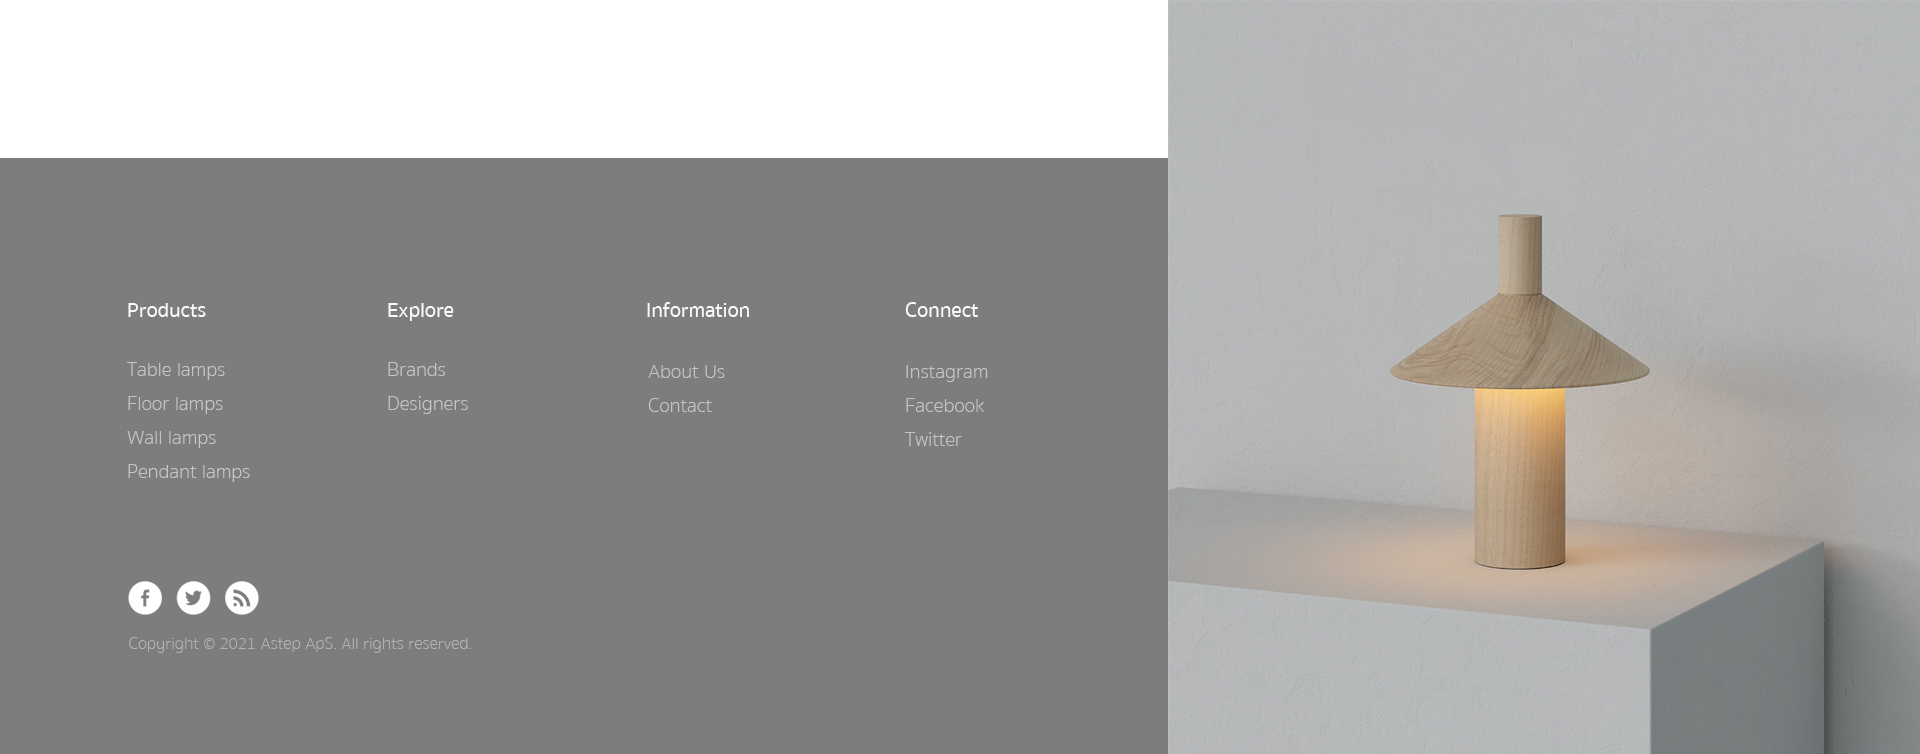 Products
Table lamps
Floor lamps
Wall lamps
Pendant lamps
Explore
Brands
Designers
Information
About Us
Contact
Connect
Instagram
Facebook
Twitter
Copyright © 2021 Astep ApS. All rights reserved.